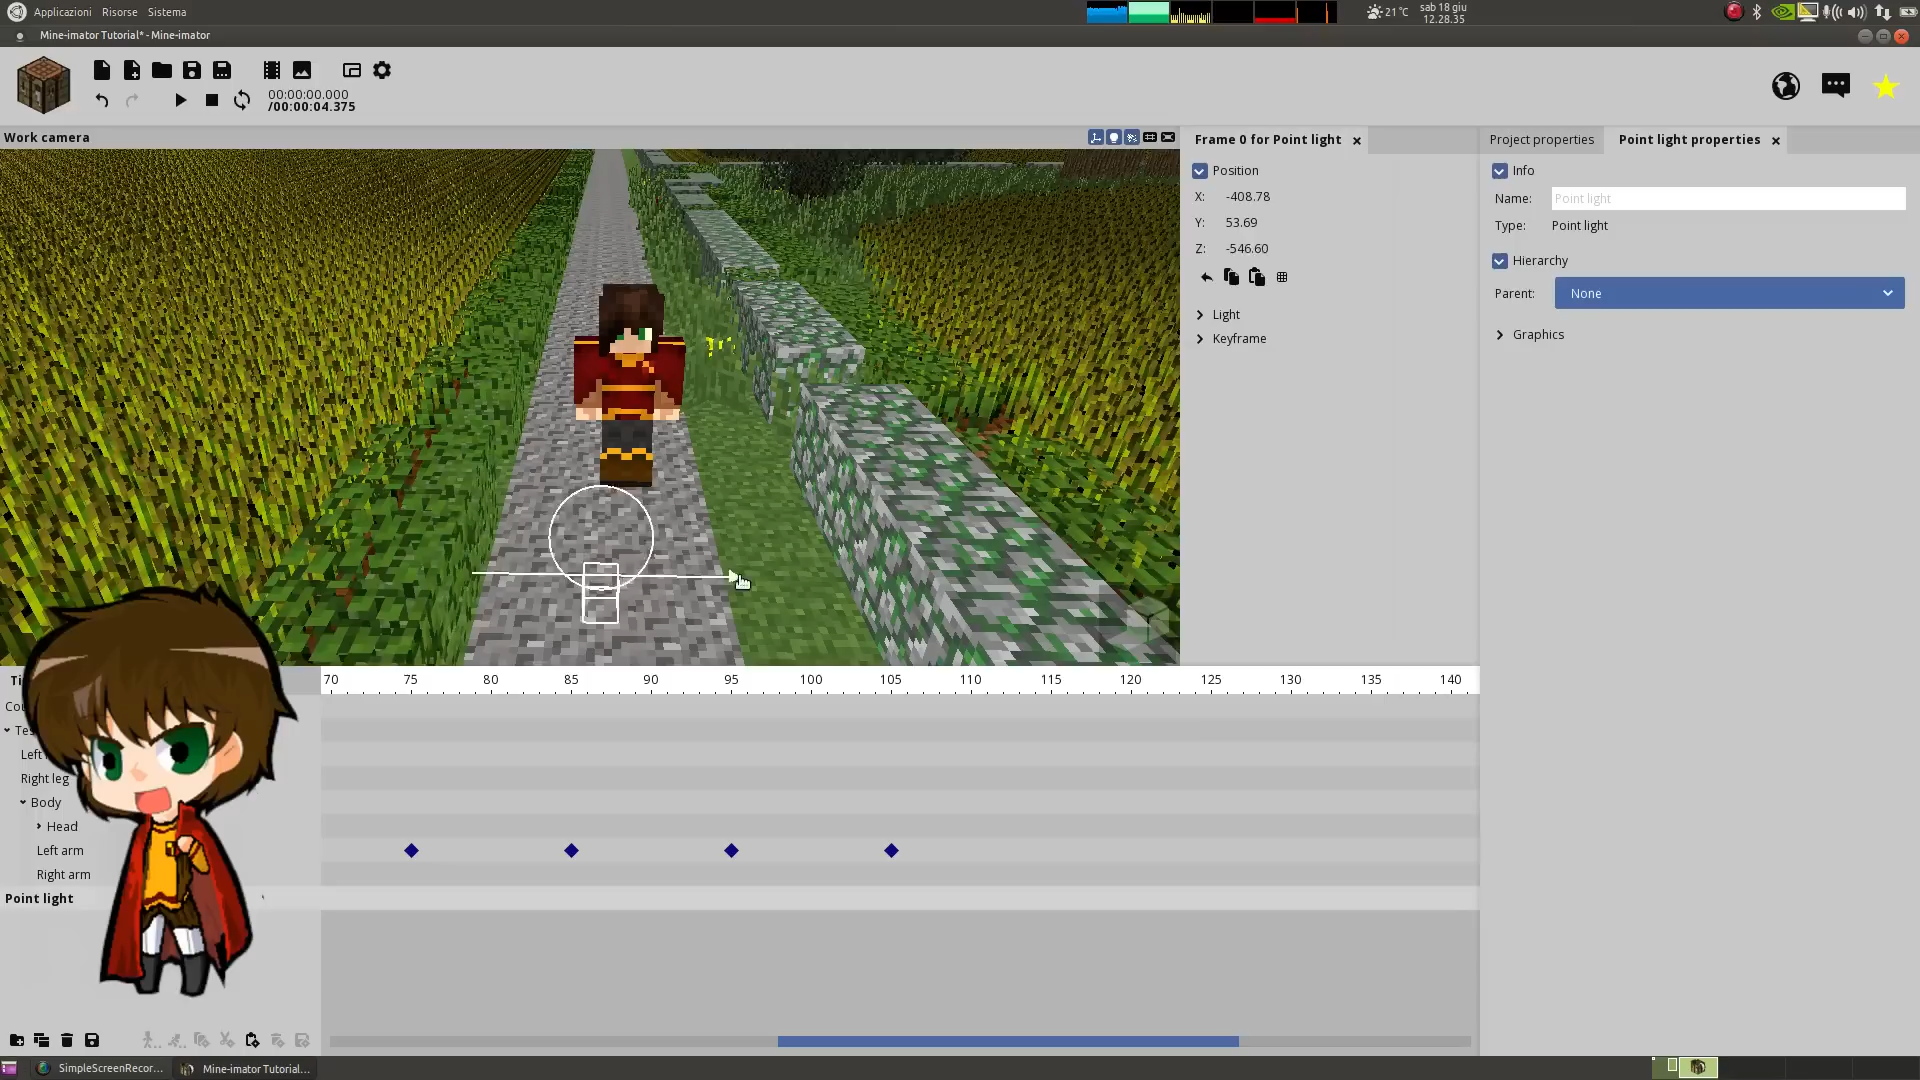 Applicazioni Risorse Sistema
21°C
sab 18 giu
12.28.35
Mine-imator Tutorial* - Mine-imator
00:00:00.000
/00:00:04.375
Work camera
Frame 0 for Point light
Position
X: -408.78
Y: 53.69
Z: -546.60
Light
Keyframe
Project properties
Point light properties
Info
Name: Point light
Type: Point light
Hierarchy
Parent: None
Graphics
70 75 80 85 90 95 100 105 110 115 120 125 130 135 140
Left
Right leg
Body
Head
Left arm
Right arm
Point light
SimpleScreenRecor...
Mine-imator Tutorial...